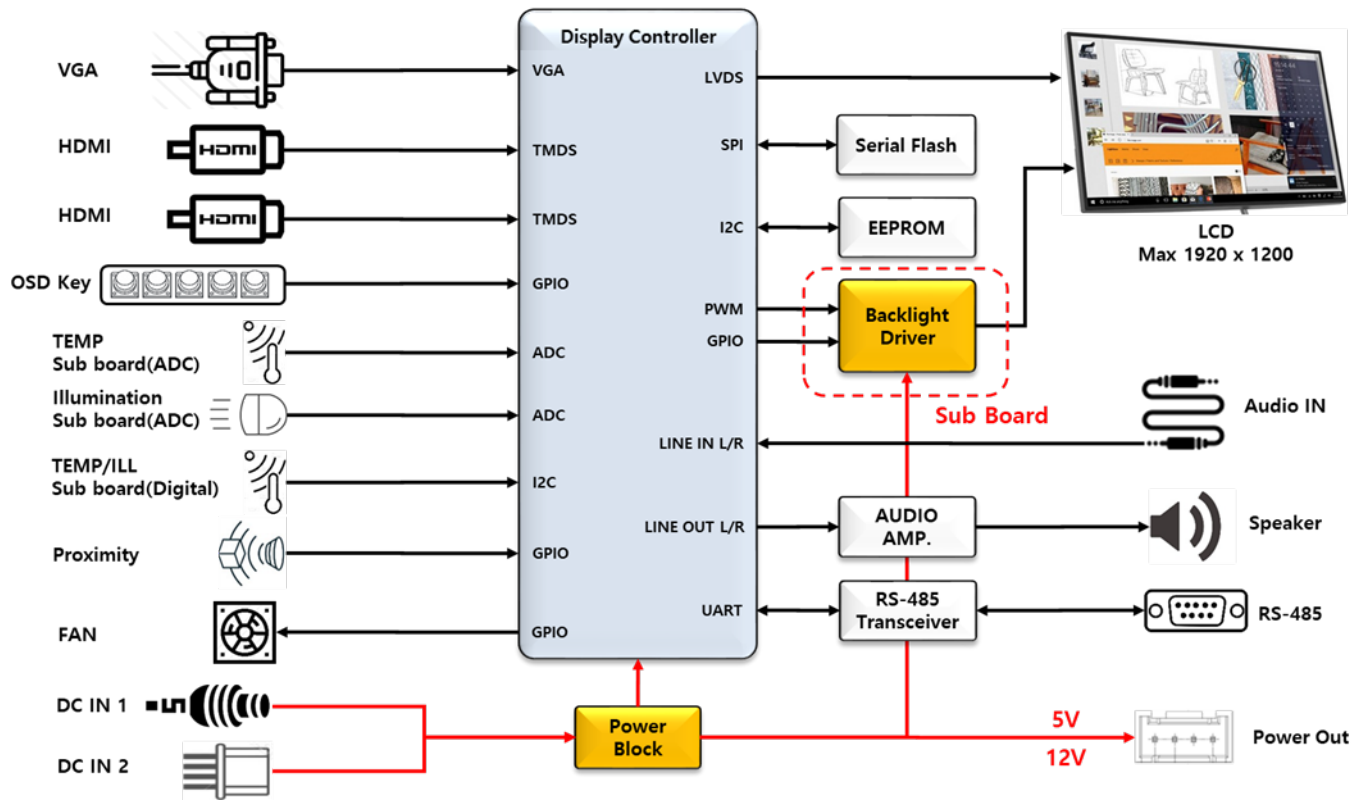 Display Controller
VGA
VGA
LVDS
HDMI
HDMI
TMDS
SPI
Serial Flash
HDMI
HDMI
TMDS
I2C
EEPROM
LCD
Max 1920 x 1200
OSD Key
GPIO
PWM
GPIO
Backlight
Driver
Sub Board
TEMP
Sub board(ADC)
ADC
Illumination
Sub board(ADC)
ADC
LINE IN L/R
Audio IN
TEMP/ILL
Sub board(Digital)
I2C
LINE OUT L/R
AUDIO
AMP.
Speaker
Proximity
GPIO
UART
RS-485
Transceiver
RS-485
FAN
GPIO
DC IN 1
DC IN 2
Power
Block
5V
12V
Power Out